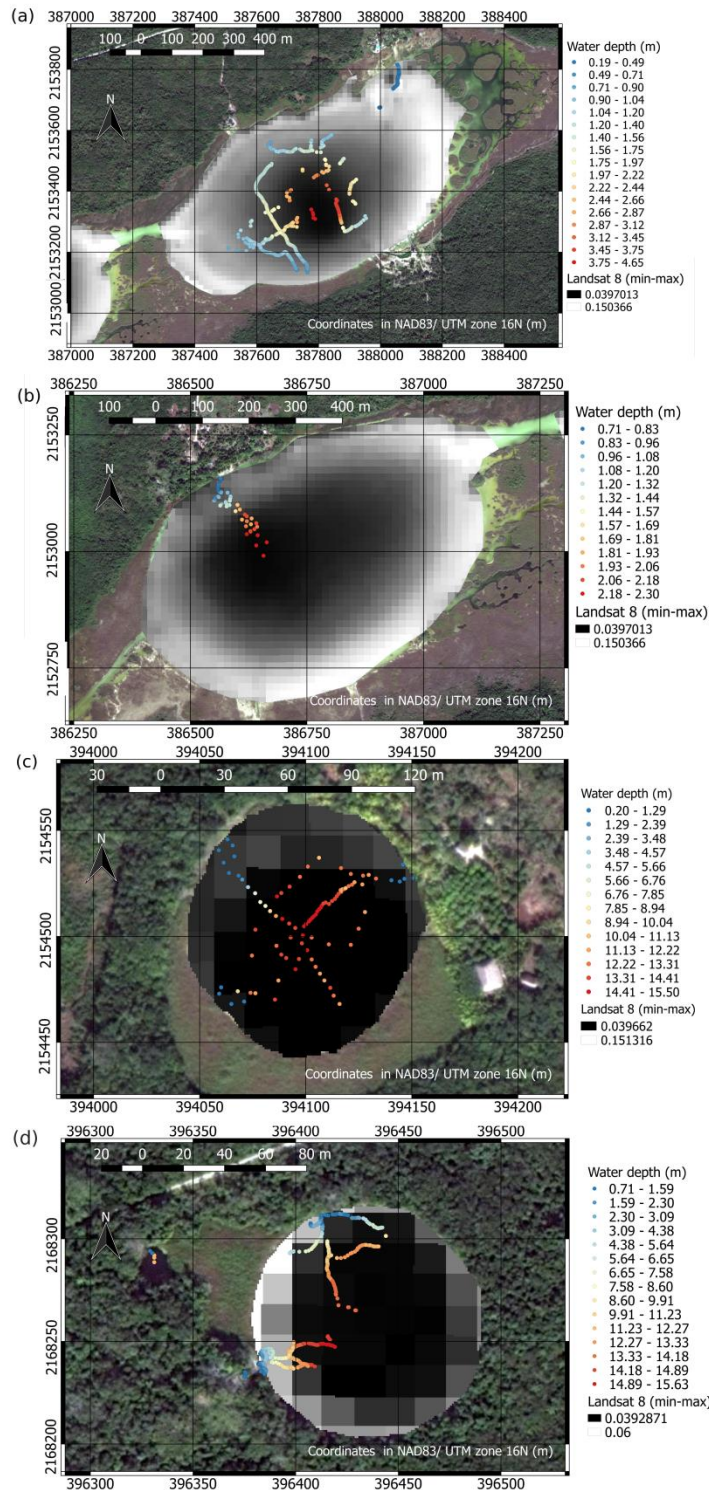 (a)
387000 387200 387400 387600 387800 388000 388200 388400
100 0 100 200 300 400 m
N
2153800
2153600
2153400
2153200
2153000
Coordinates in NAD83/ UTM zone 16N (m)
387000 387200 387400 387600 387800 388000 388200 388400
Water depth (m)
0.19 - 0.49
0.49 - 0.71
0.71 - 0.90
0.90 - 1.04
1.04 - 1.20
1.20 - 1.40
1.40 - 1.56
1.56 - 1.75
1.75 - 1.97
1.97 - 2.22
2.22 - 2.44
2.44 - 2.66
2.66 - 2.87
2.87 - 3.12
3.12 - 3.45
3.45 - 3.75
3.75 - 4.65
Landsat 8 (min-max)
0.0397013
0.150366
(b)
386250 386500 386750 387000 387250
100 0 100 200 300 400 m
N
2153250
2153000
2152750
Coordinates in NAD83/ UTM zone 16N (m)
386250 386500 386750 387000 387250
Water depth (m)
0.71 - 0.83
0.83 - 0.96
0.96 - 1.08
1.08 - 1.20
1.20 - 1.32
1.32 - 1.44
1.44 - 1.57
1.57 - 1.69
1.69 - 1.81
1.81 - 1.93
1.93 - 2.06
2.06 - 2.18
2.18 - 2.30
Landsat 8 (min-max)
0.0397013
0.150366
(c)
394000 394050 394100 394150 394200
30 0 30 60 90 120 m
N
2154550
2154500
2154450
Coordinates in NAD83/ UTM zone 16N (m)
394000 394050 394100 394150 394200
Water depth (m)
0.20 - 1.29
1.29 - 2.39
2.39 - 3.48
3.48 - 4.57
4.57 - 5.66
5.66 - 6.76
6.76 - 7.85
7.85 - 8.94
8.94 - 10.04
10.04 - 11.13
11.13 - 12.22
12.22 - 13.31
13.31 - 14.41
14.41 - 15.50
Landsat 8 (min-max)
0.039662
0.151316
(d)
396300 396350 396400 396450 396500
20 0 20 40 60 80 m
N
2168300
2168250
2168200
Coordinates in NAD83/ UTM zone 16N (m)
396300 396350 396400 396450 396500
Water depth (m)
0.71 - 1.59
1.59 - 2.30
2.30 - 3.09
3.09 - 4.38
4.38 - 5.64
5.64 - 6.65
6.65 - 7.58
7.58 - 8.60
8.60 - 9.91
9.91 - 11.23
11.23 - 12.27
12.27 - 13.33
13.33 - 14.18
14.18 - 14.89
14.89 - 15.63
Landsat 8 (min-max)
0.0392871
0.06